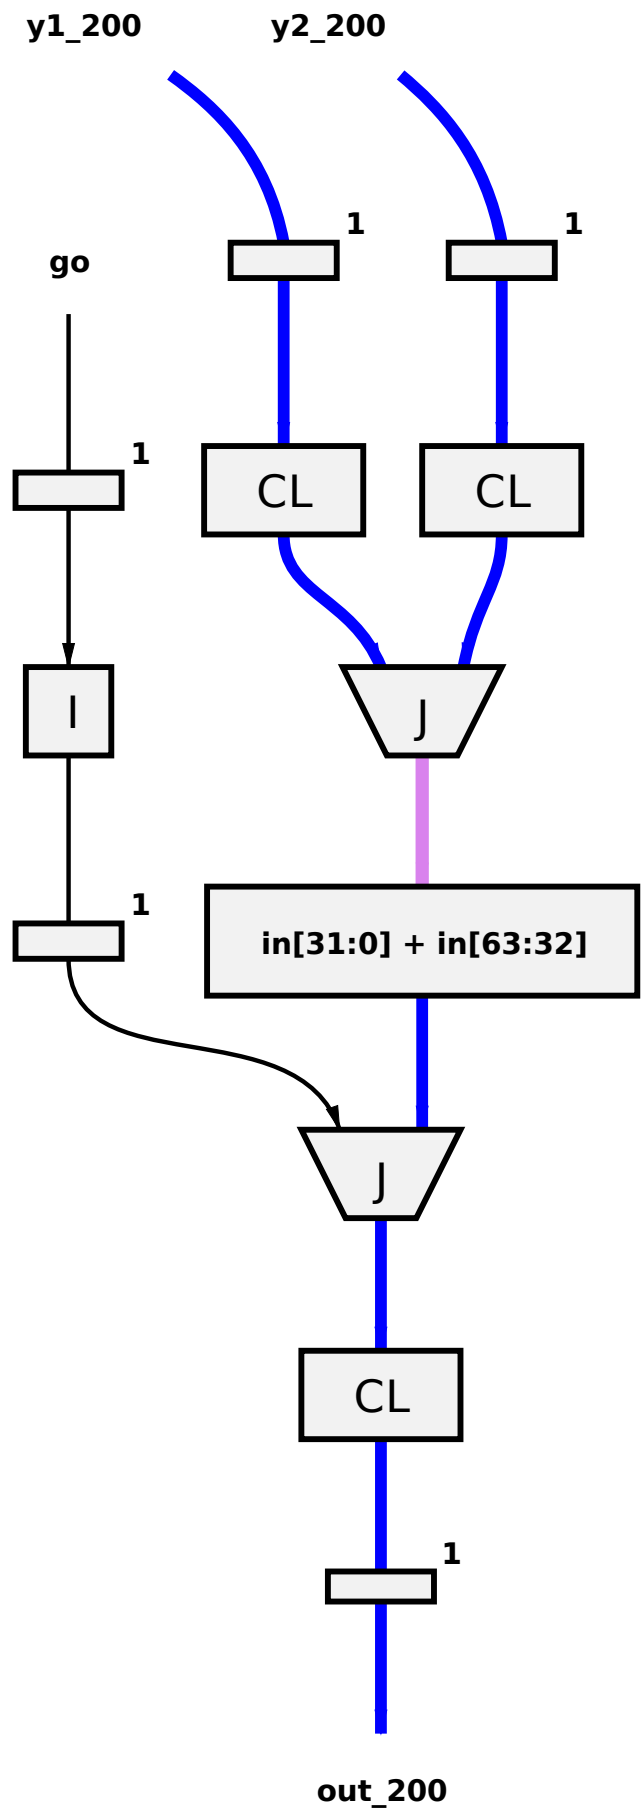 y1_200 y2_200
1 1
go
1
CL CL
I
J
1
in[31:0] + in[63:32]
J
CL
1
out_200